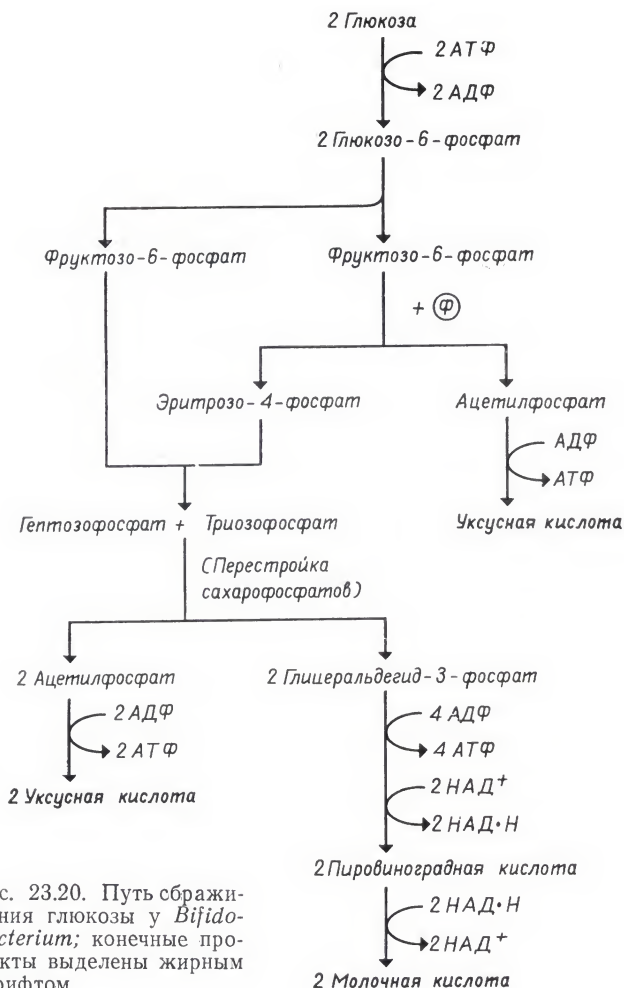 2 Глюкоза
2 АТФ
2 АДФ
2 Глюкозо-6-фосфат
Фруктозо-6-фосфат
Фруктозо-6-фосфат
+ Ф
Эритрозо-4-фосфат
Ацетилфосфат
АДФ
АТФ
Уксусная кислота
Гептозофосфат + Триозофосфат
(Перестройка
сахарофосфатов)
2 Ацетилфосфат
2 Глицеральдегид-3-фосфат
2 АДФ
2 АТФ
2 Уксусная кислота
4 АДФ
4 АТФ
2 НАД⁺
2 НАД·Н
2 Пировиноградная кислота
2 НАД·Н
2 НАД⁺
2 Молочная кислота
с. 23.20. Путь сбражи-
ния глюкозы у Bifido-
cterium; конечные про-
кты выделены жирным
рифтом.